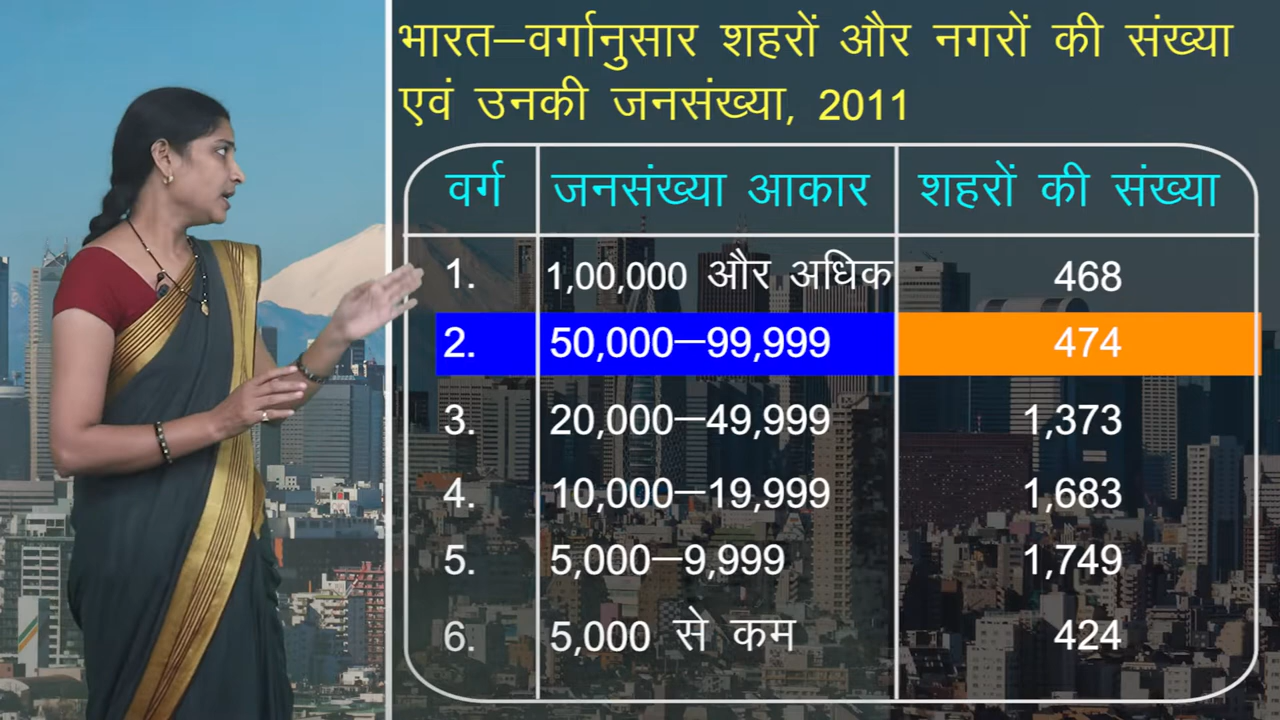 भारत–वर्गानुसार शहरों और नगरों की संख्या
एवं उनकी जनसंख्या, 2011
वर्ग जनसंख्या आकार शहरों की संख्या
1. 1,00,000 और अधिक 468
2. 50,000–99,999 474
3. 20,000–49,999 1,373
4. 10,000–19,999 1,683
5. 5,000–9,999 1,749
6. 5,000 से कम 424